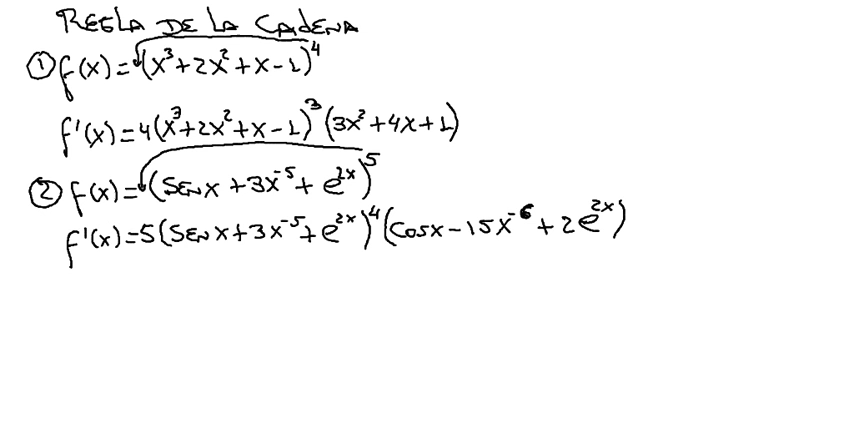 REGLA DE LA CADENA
① f(x)=(x³+2x²+x-1)⁴
f'(x)=4(x³+2x²+x-1)³(3x²+4x+1)
② f(x)=(SENx+3x⁻⁵+e²ˣ)⁵
f'(x)=5(SENx+3x⁻⁵+e²ˣ)⁴(cosx-15x⁻⁶+2e²ˣ)